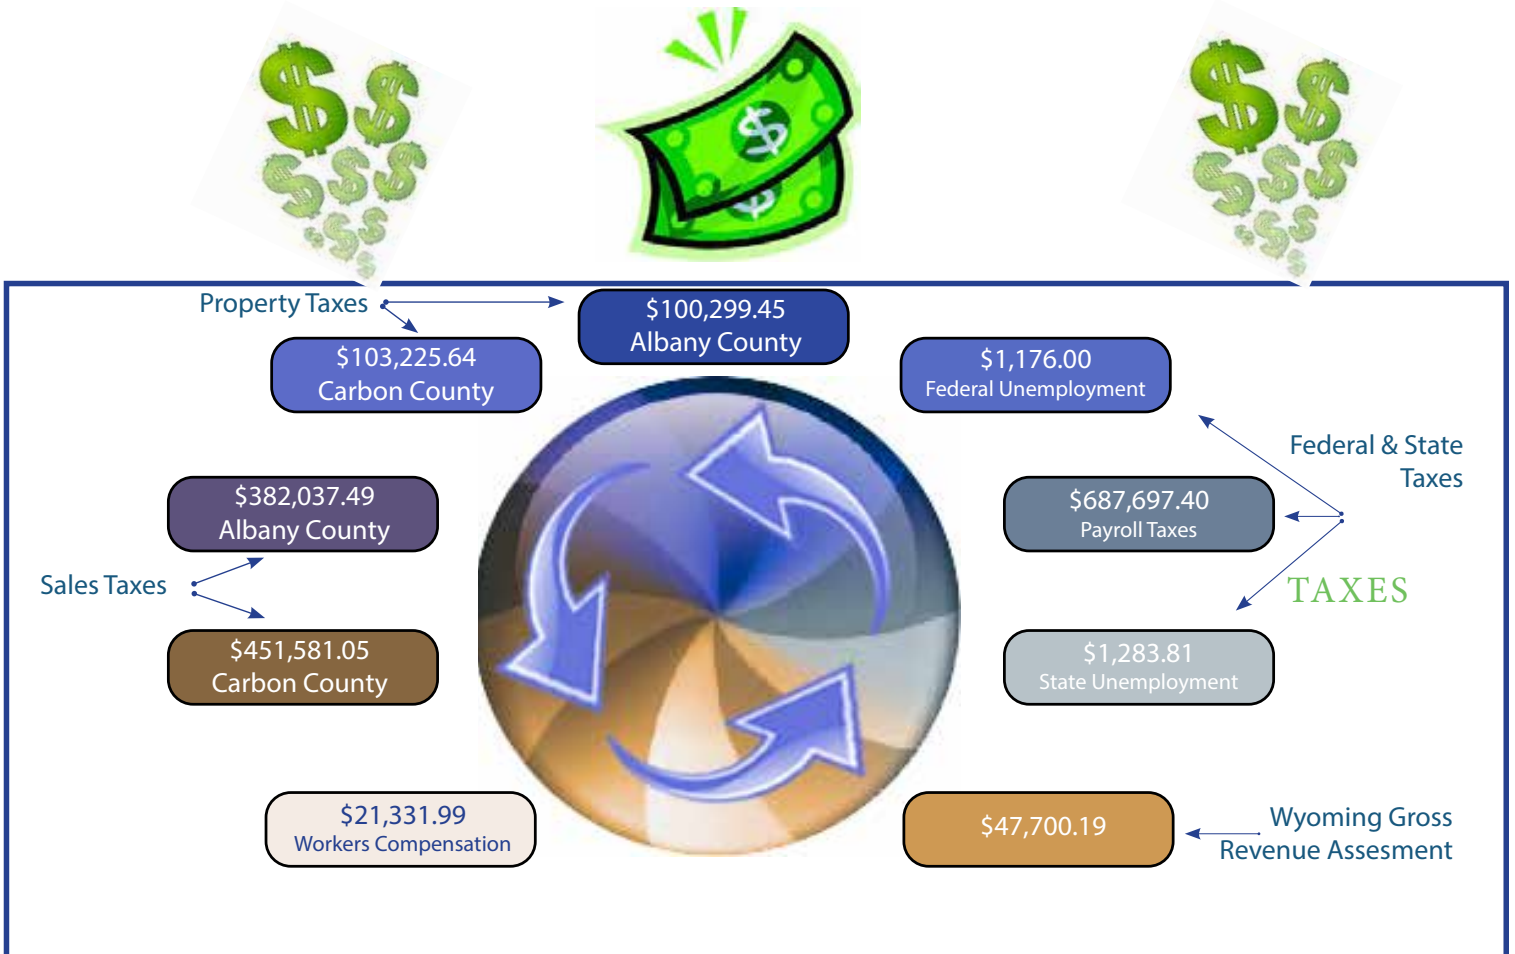 Property Taxes
$100,299.45
Albany County
$103,225.64
Carbon County
$1,176.00
Federal Unemployment
Federal & State
Taxes
$382,037.49
Albany County
$687,697.40
Payroll Taxes
Sales Taxes
TAXES
$451,581.05
Carbon County
$1,283.81
State Unemployment
$21,331.99
Workers Compensation
$47,700.19
Wyoming Gross
Revenue Assesment